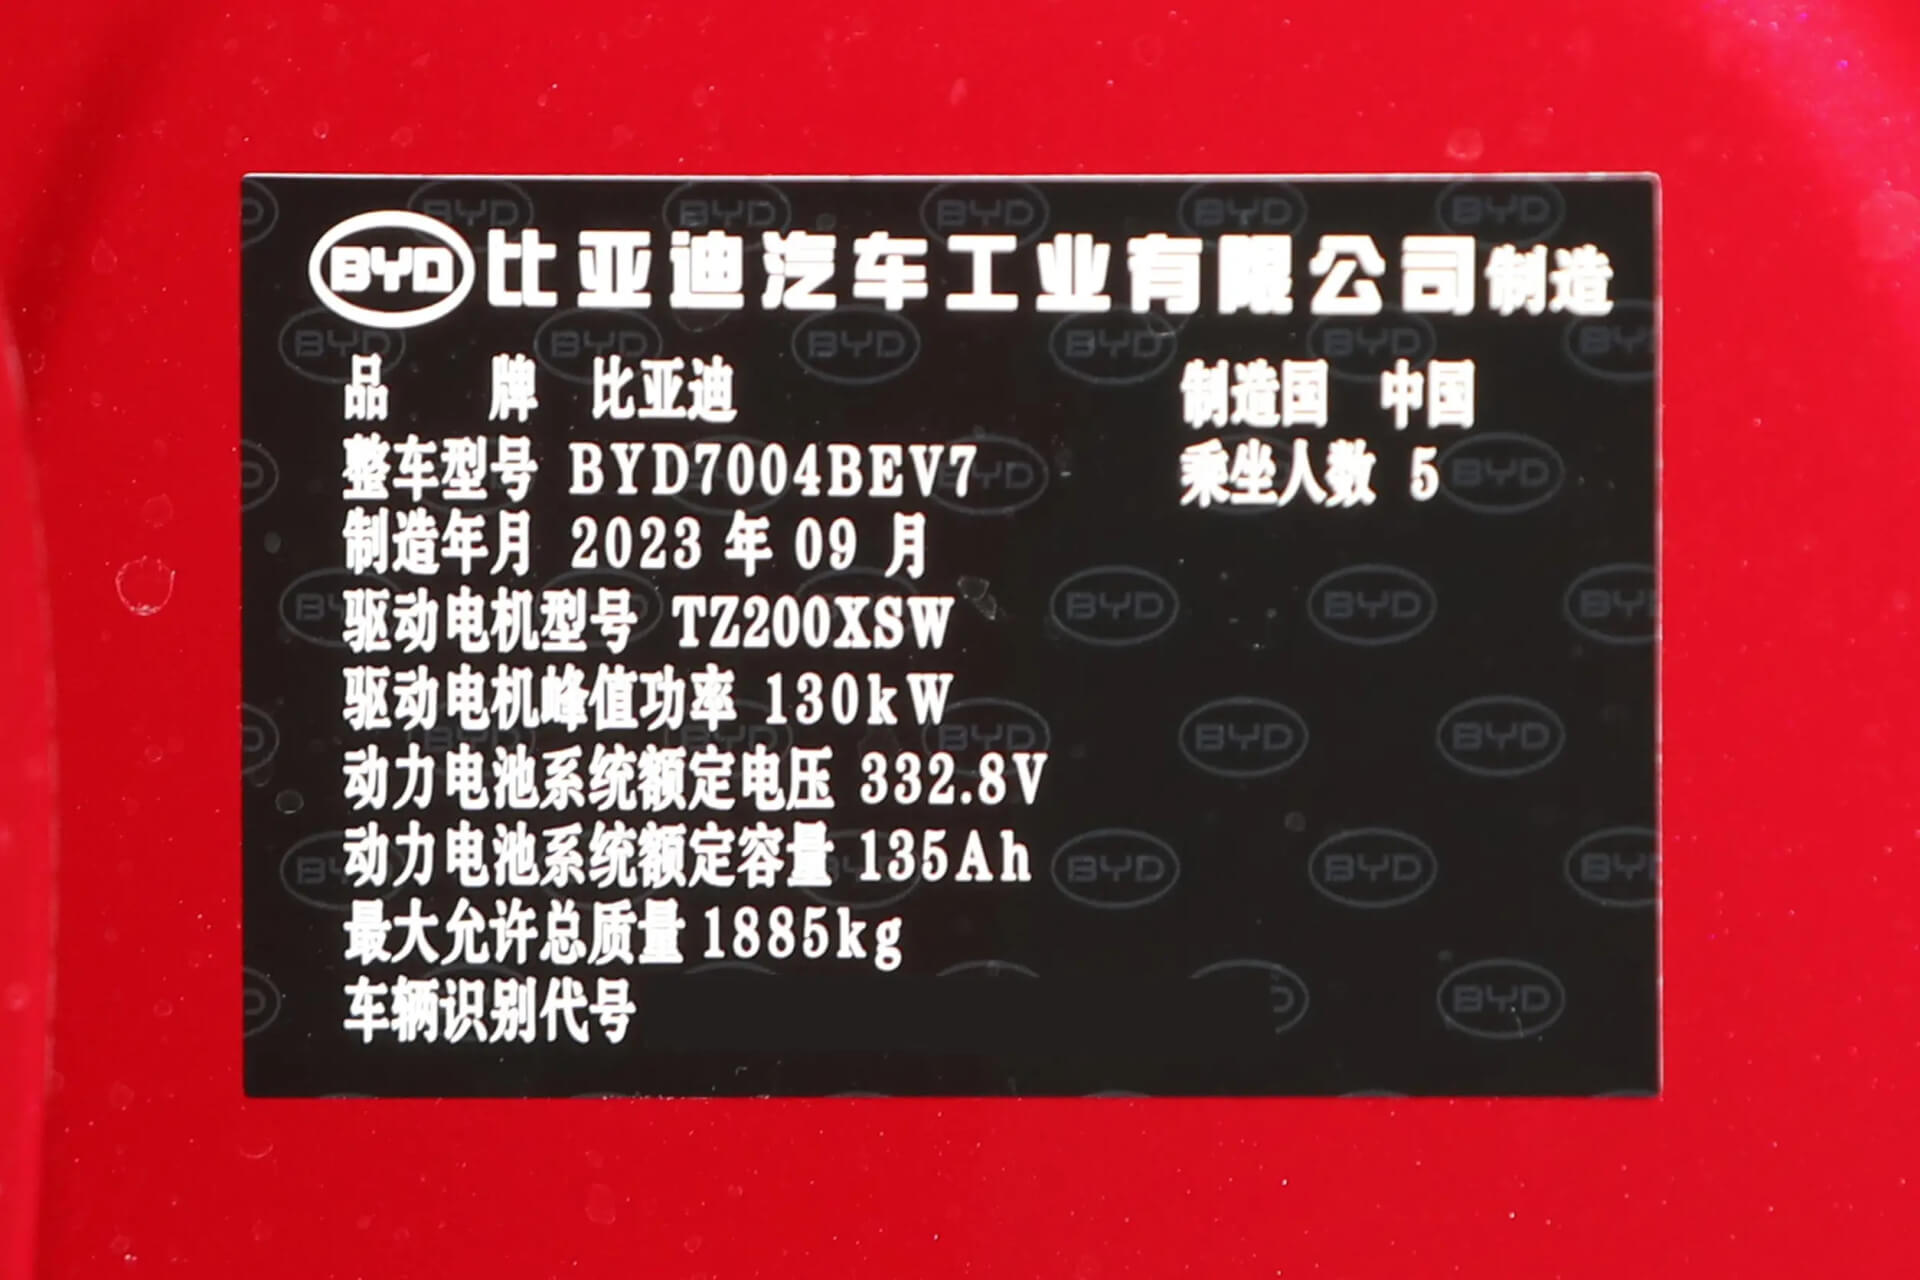 BYD 比亚迪汽车工业有限公司制造
品 牌 比亚迪 制造国 中国
整车型号 BYD7004BEV7 乘坐人数 5
制造年月 2023 年 09 月
驱动电机型号 TZ200XSW
驱动电机峰值功率 130kW
动力电池系统额定电压 332.8V
动力电池系统额定容量 135Ah
最大允许总质量 1885kg
车辆识别代号